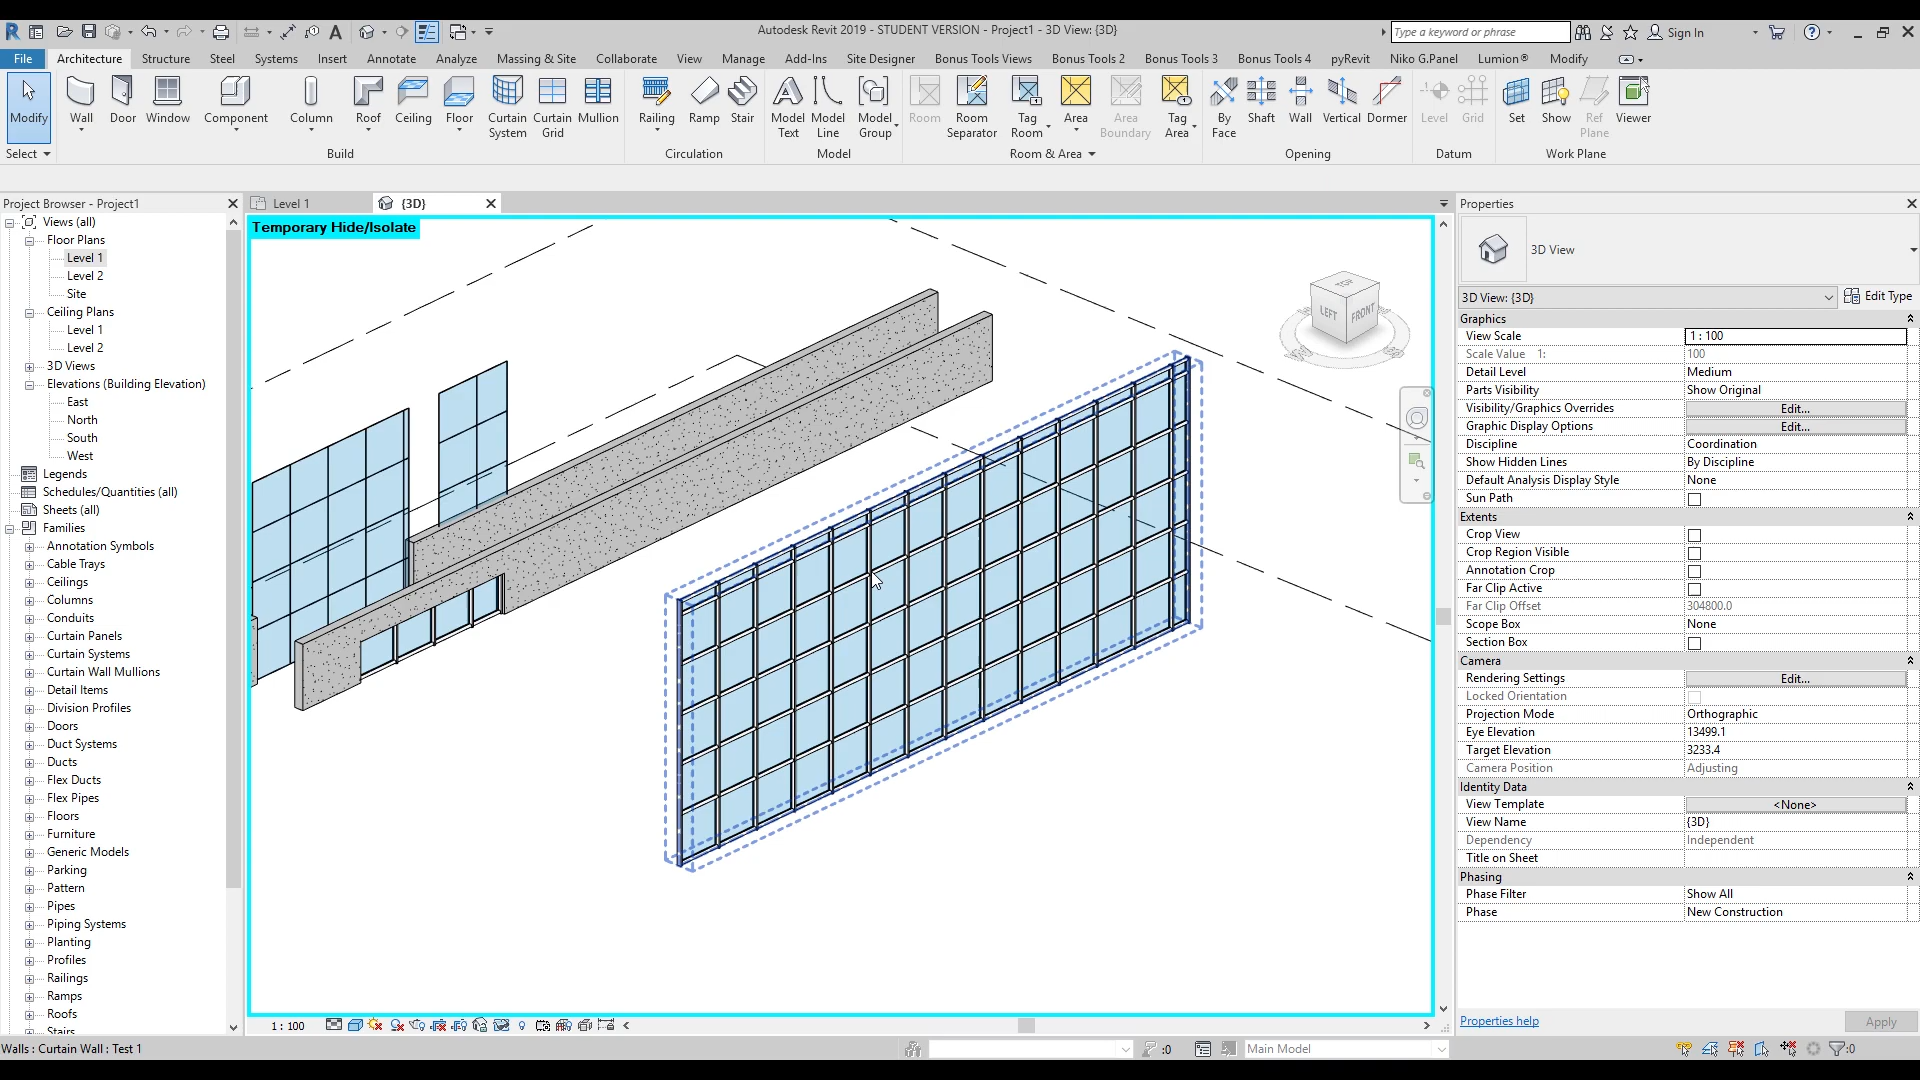 Autodesk Revit 2019 - STUDENT VERSION - Project1 - 3D View: {3D}
Type a keyword or phrase
Sign In
File Architecture Structure Steel Systems Insert Annotate Analyze Massing & Site Collaborate View Manage Add-Ins Site Designer Bonus Tools Views Bonus Tools 2 Bonus Tools 3 Bonus Tools 4 pyRevit Niko G.Panel Lumion® Modify
Modify Wall Door Window Component Column Roof Ceiling Floor Curtain System Curtain Grid Mullion Railing Ramp Stair Model Text Model Line Model Group Room Room Separator Tag Room Area Area Boundary Tag Area By Face Shaft Wall Vertical Dormer Level Grid Set Show Ref Plane Viewer
Select Build Circulation Model Room & Area Opening Datum Work Plane
Project Browser - Project1
Views (all)
Floor Plans
Level 1
Level 2
Site
Ceiling Plans
Level 1
Level 2
3D Views
Elevations (Building Elevation)
East
North
South
West
Legends
Schedules/Quantities (all)
Sheets (all)
Families
Annotation Symbols
Cable Trays
Ceilings
Columns
Conduits
Curtain Panels
Curtain Systems
Curtain Wall Mullions
Detail Items
Division Profiles
Doors
Duct Systems
Ducts
Flex Ducts
Flex Pipes
Floors
Furniture
Generic Models
Parking
Pattern
Pipes
Piping Systems
Planting
Profiles
Railings
Ramps
Roofs
Stairs
Level 1 {3D}
Temporary Hide/Isolate
TOP
LEFT FRONT
1 : 100
Properties
3D View
3D View: {3D} Edit Type
Graphics
View Scale 1 : 100
Scale Value 1: 100
Detail Level Medium
Parts Visibility Show Original
Visibility/Graphics Overrides Edit...
Graphic Display Options Edit...
Discipline Coordination
Show Hidden Lines By Discipline
Default Analysis Display Style None
Sun Path
Extents
Crop View
Crop Region Visible
Annotation Crop
Far Clip Active
Far Clip Offset 304800.0
Scope Box None
Section Box
Camera
Rendering Settings Edit...
Locked Orientation
Projection Mode Orthographic
Eye Elevation 13499.1
Target Elevation 3233.4
Camera Position Adjusting
Identity Data
View Template <None>
View Name {3D}
Dependency Independent
Title on Sheet
Phasing
Phase Filter Show All
Phase New Construction
Properties help Apply
Walls : Curtain Wall : Test 1 :0 Main Model :0